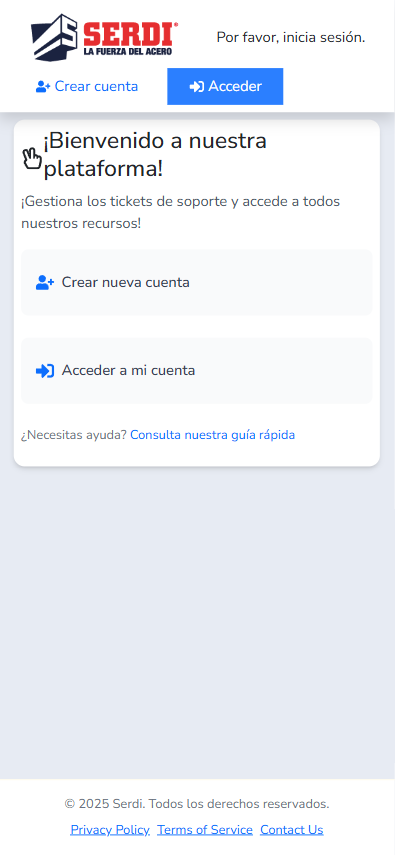 SERDI
LA FUERZA DEL ACERO
Por favor, inicia sesión.
Crear cuenta
Acceder
¡Bienvenido a nuestra
plataforma!
¡Gestiona los tickets de soporte y accede a todos
nuestros recursos!
Crear nueva cuenta
Acceder a mi cuenta
¿Necesitas ayuda? Consulta nuestra guía rápida
© 2025 Serdi. Todos los derechos reservados.
Privacy Policy Terms of Service Contact Us